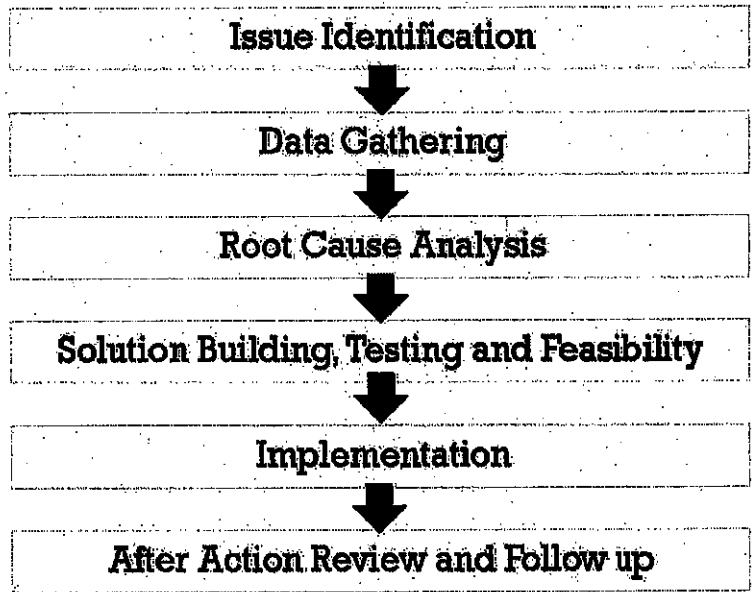 Issue Identification
Data Gathering
Root Cause Analysis
Solution Building, Testing and Feasibility
Implementation
After Action Review and Follow up